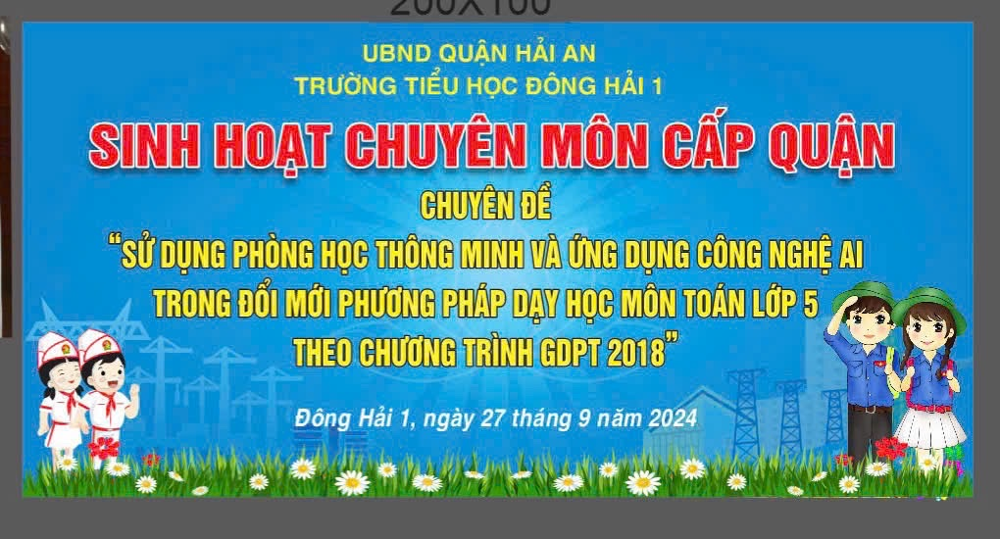 200X100
UBND QUẬN HẢI AN
TRƯỜNG TIỂU HỌC ĐÔNG HẢI 1
SINH HOẠT CHUYÊN MÔN CẤP QUẬN
CHUYÊN ĐỀ
“SỬ DỤNG PHÒNG HỌC THÔNG MINH VÀ ỨNG DỤNG CÔNG NGHỆ AI
TRONG ĐỔI MỚI PHƯƠNG PHÁP DẠY HỌC MÔN TOÁN LỚP 5
THEO CHƯƠNG TRÌNH GDPT 2018”
Đông Hải 1, ngày 27 tháng 9 năm 2024